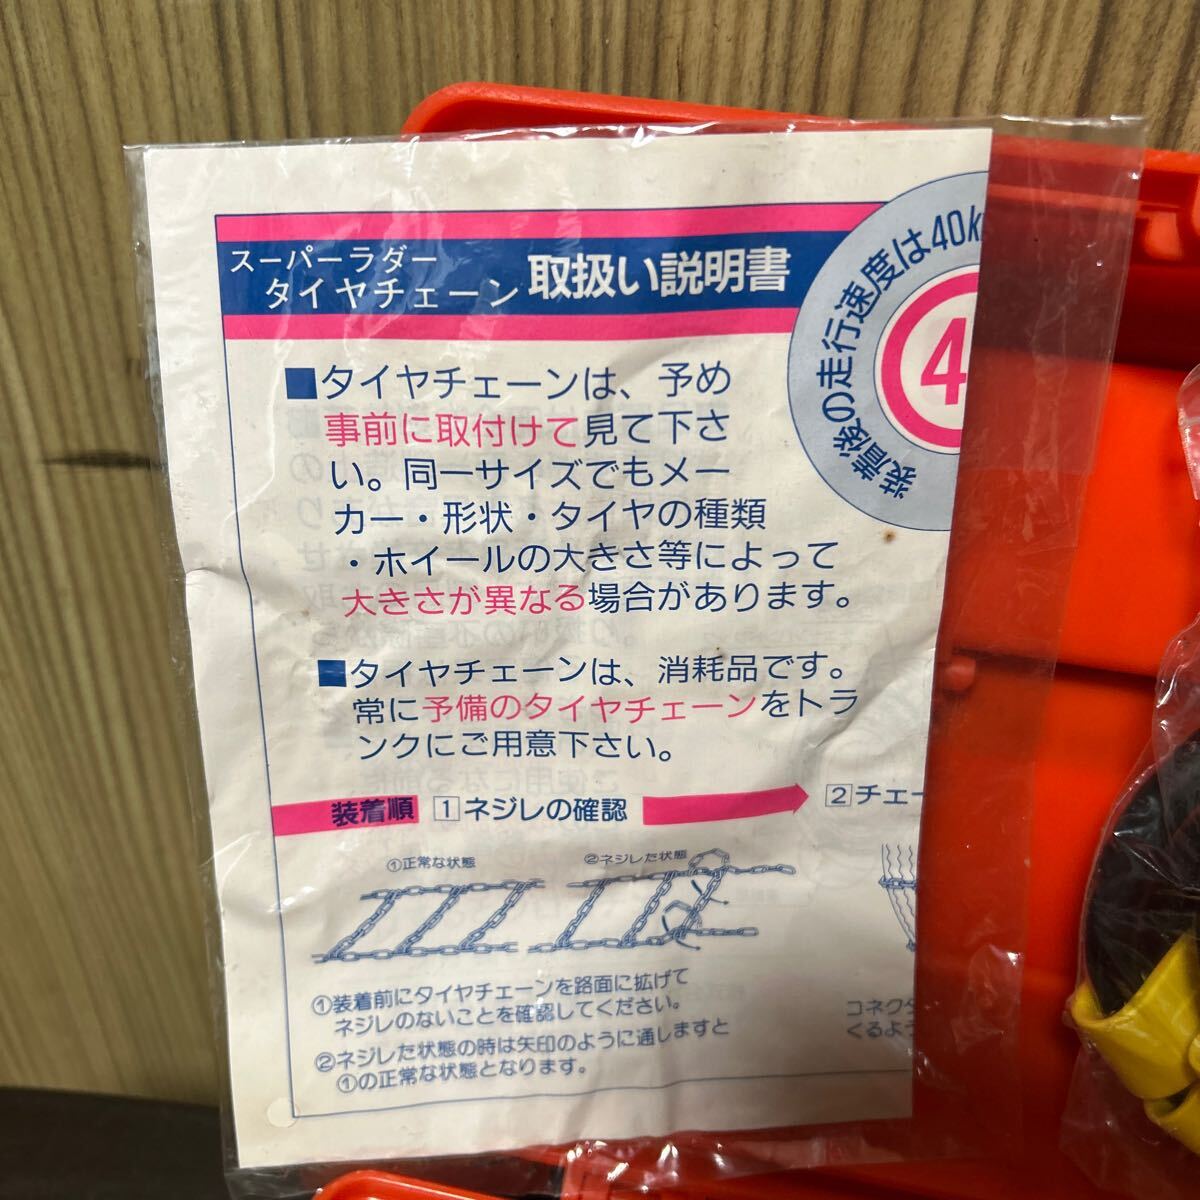 スーパーラダー
タイヤチェーン 取扱い説明書
装着後の走行速度は40k
4
■タイヤチェーンは、予め
事前に取付けて見て下さ
い。同一サイズでもメー
カー・形状・タイヤの種類
・ホイールの大きさ等によって
大きさが異なる場合があります。
■タイヤチェーンは、消耗品です。
常に予備のタイヤチェーンをトラ
ンクにご用意下さい。
装着順 1 ネジレの確認 2 チェー
①正常な状態 ②ネジレた状態
①装着前にタイヤチェーンを路面に拡げて
ネジレのないことを確認してください。
②ネジレた状態の時は矢印のように通しますと
①の正常な状態となります。
コネクタ
くるよう